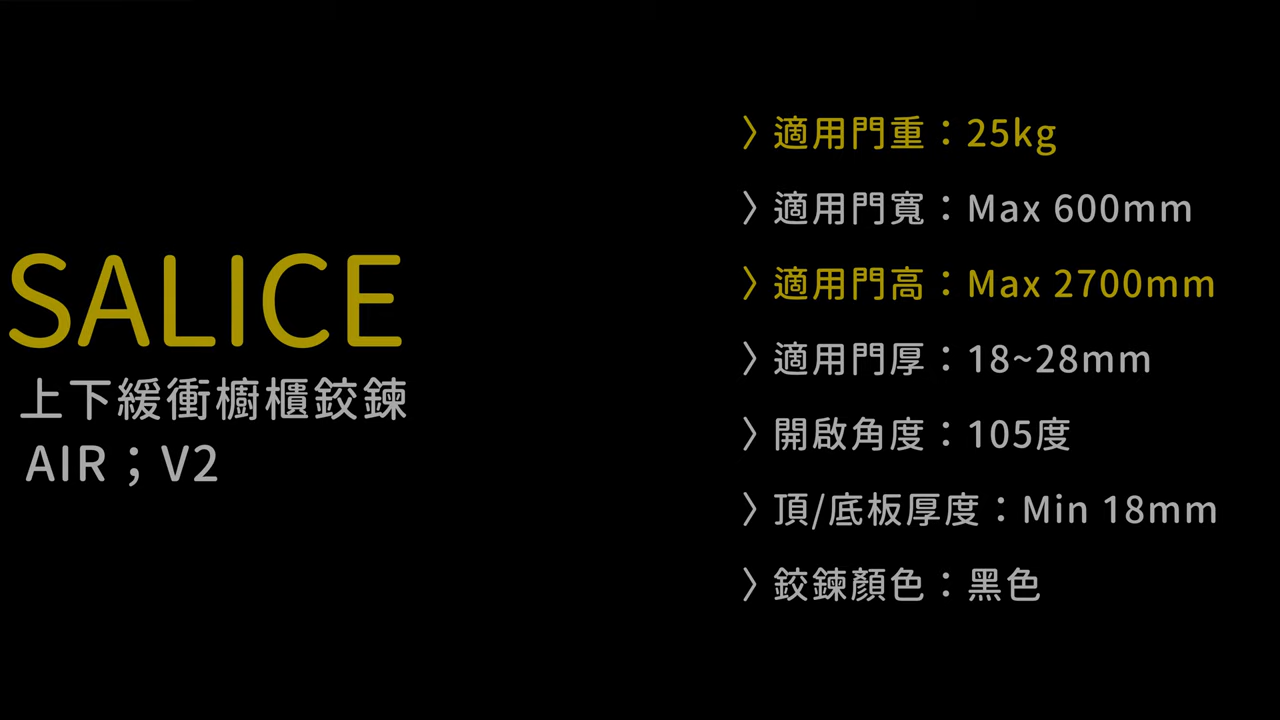 SALICE
上下緩衝櫥櫃鉸鍊
AIR；V2
〉適用門重：25kg
〉適用門寬：Max 600mm
〉適用門高：Max 2700mm
〉適用門厚：18~28mm
〉開啟角度：105度
〉頂/底板厚度：Min 18mm
〉鉸鍊顏色：黑色